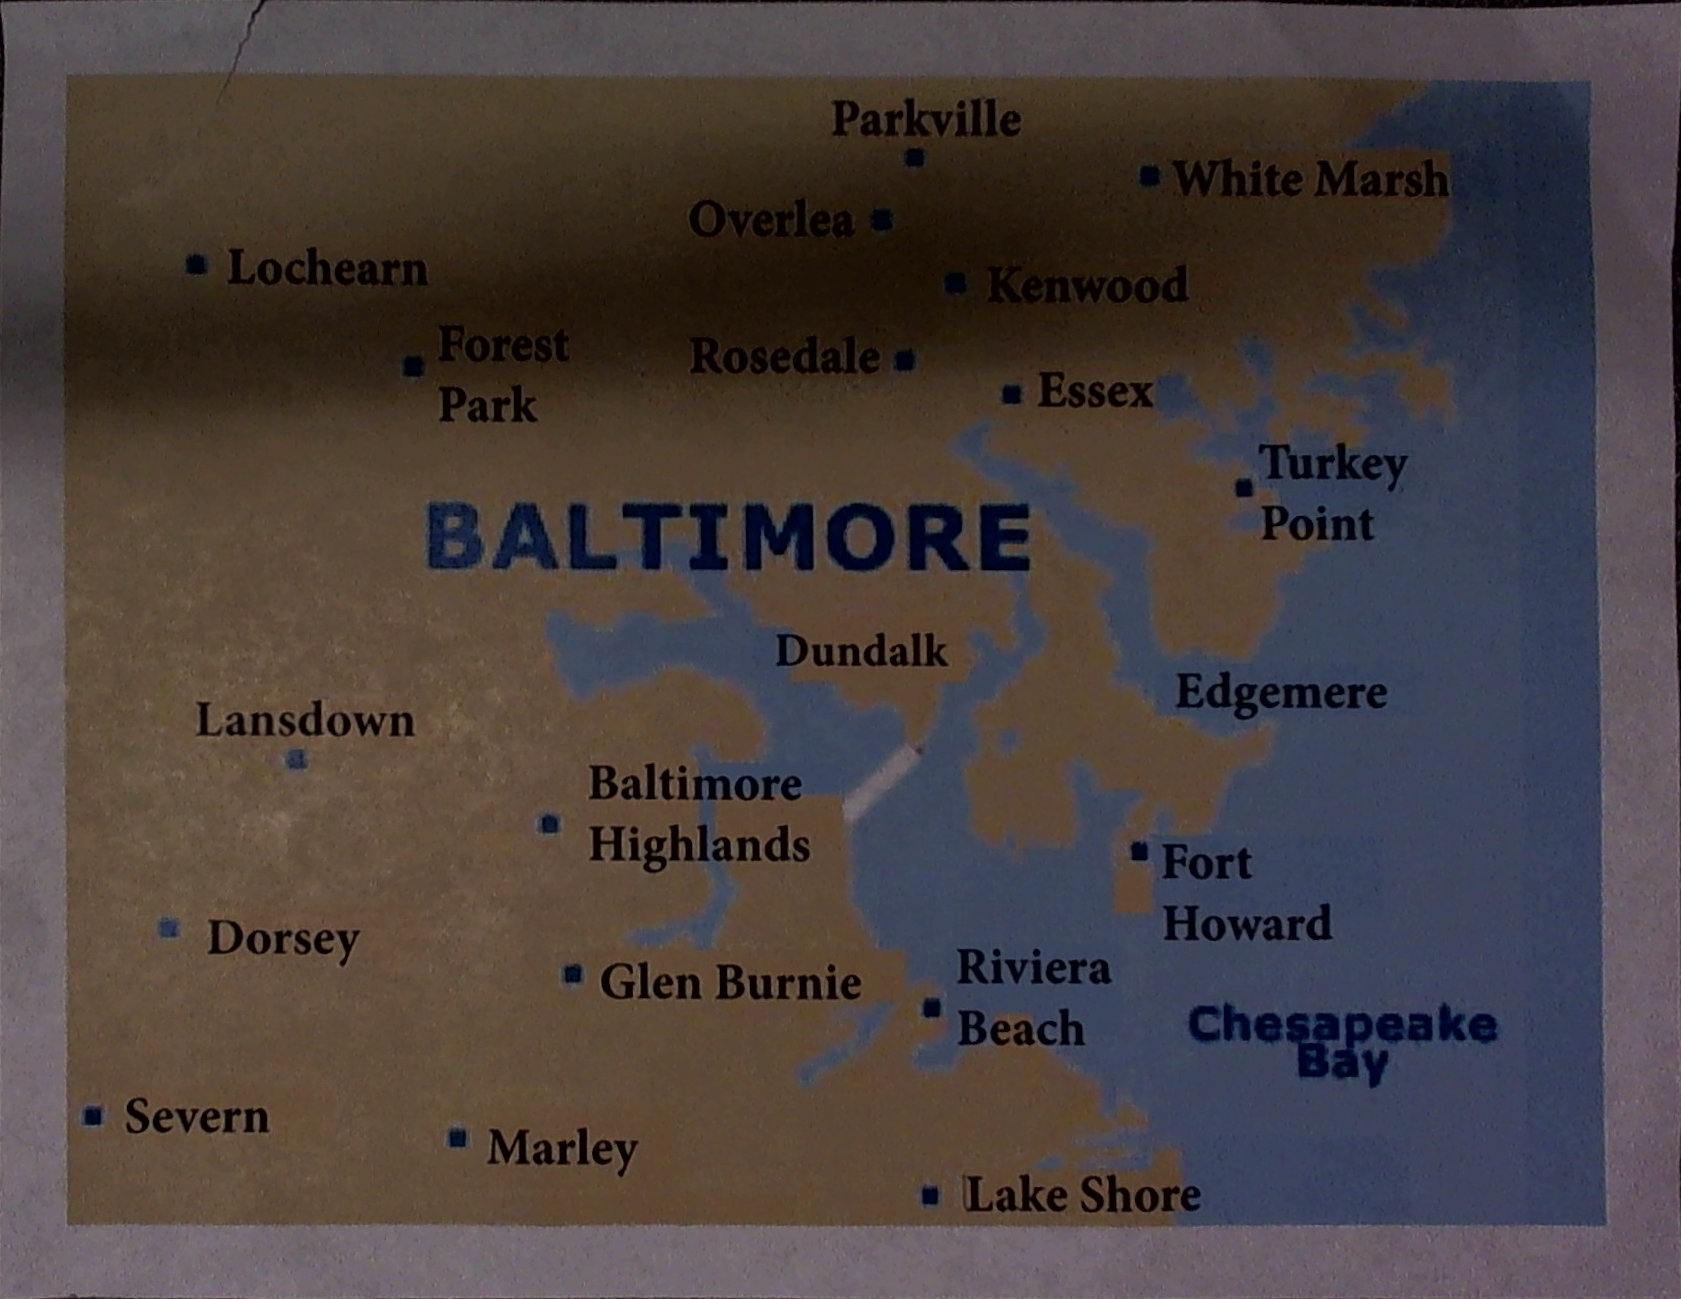 Parkville
White Marsh
Overlea
Lochearn
Kenwood
Forest
Park
Rosedale
Essex
Turkey
Point
BALTIMORE
Dundalk
Edgemere
Lansdown
Baltimore
Highlands
Fort
Howard
Dorsey
Glen Burnie
Riviera
Beach
Chesapeake
Bay
Severn
Marley
Lake Shore